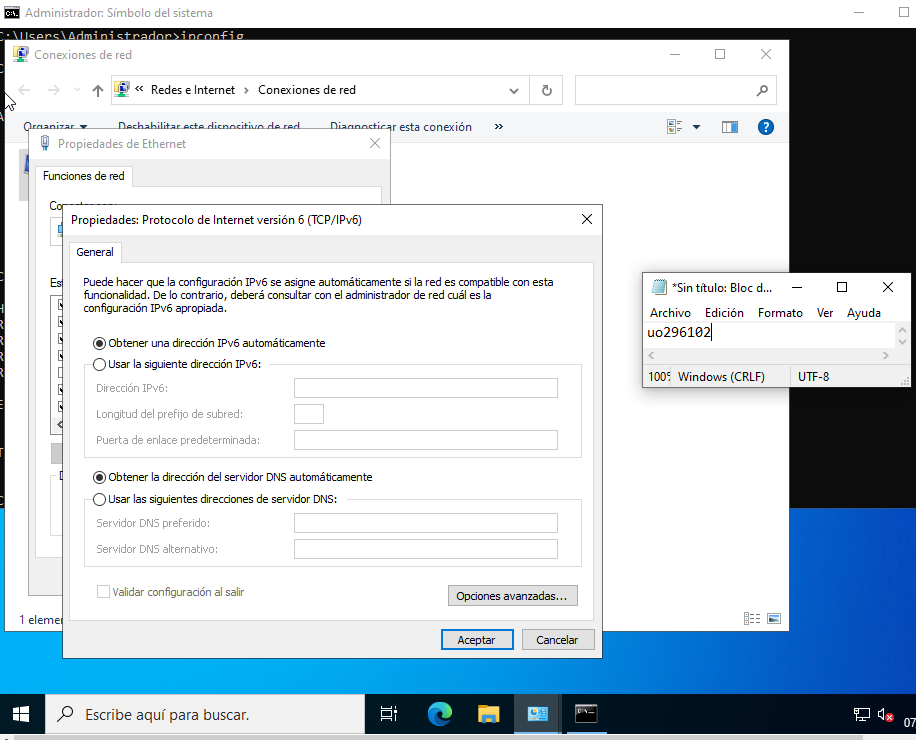 Administrador: Símbolo del sistema
C:\Users\Administrador>ipconfig
Conexiones de red
« Redes e Internet > Conexiones de red
Organizar Deshabilitar este dispositivo de red Diagnosticar esta conexión »
Propiedades de Ethernet
Funciones de red
Propiedades: Protocolo de Internet versión 6 (TCP/IPv6)
General
Puede hacer que la configuración IPv6 se asigne automáticamente si la red es compatible con esta
funcionalidad. De lo contrario, deberá consultar con el administrador de red cuál es la
configuración IPv6 apropiada.
Obtener una dirección IPv6 automáticamente
Usar la siguiente dirección IPv6:
Dirección IPv6:
Longitud del prefijo de subred:
Puerta de enlace predeterminada:
Obtener la dirección del servidor DNS automáticamente
Usar las siguientes direcciones de servidor DNS:
Servidor DNS preferido:
Servidor DNS alternativo:
Validar configuración al salir
Opciones avanzadas...
Aceptar Cancelar
*Sin título: Bloc d...
Archivo Edición Formato Ver Ayuda
uo296102
100% Windows (CRLF) UTF-8
Escribe aquí para buscar.
07